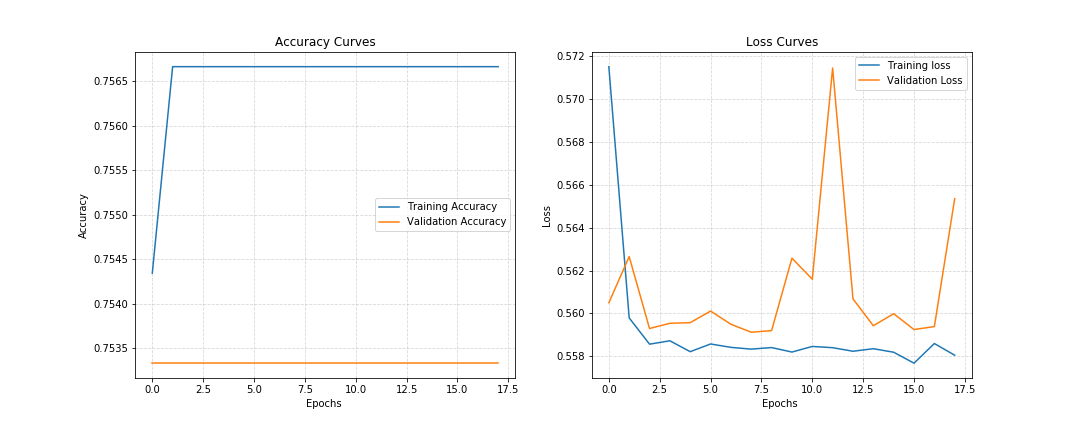 Accuracy Curves
Accuracy
0.7565
0.7560
0.7555
0.7550
0.7545
0.7540
0.7535
Training Accuracy
Validation Accuracy
0.0 2.5 5.0 7.5 10.0 12.5 15.0 17.5
Epochs
Loss Curves
Loss
0.572
0.570
0.568
0.566
0.564
0.562
0.560
0.558
Training loss
Validation Loss
0.0 2.5 5.0 7.5 10.0 12.5 15.0 17.5
Epochs